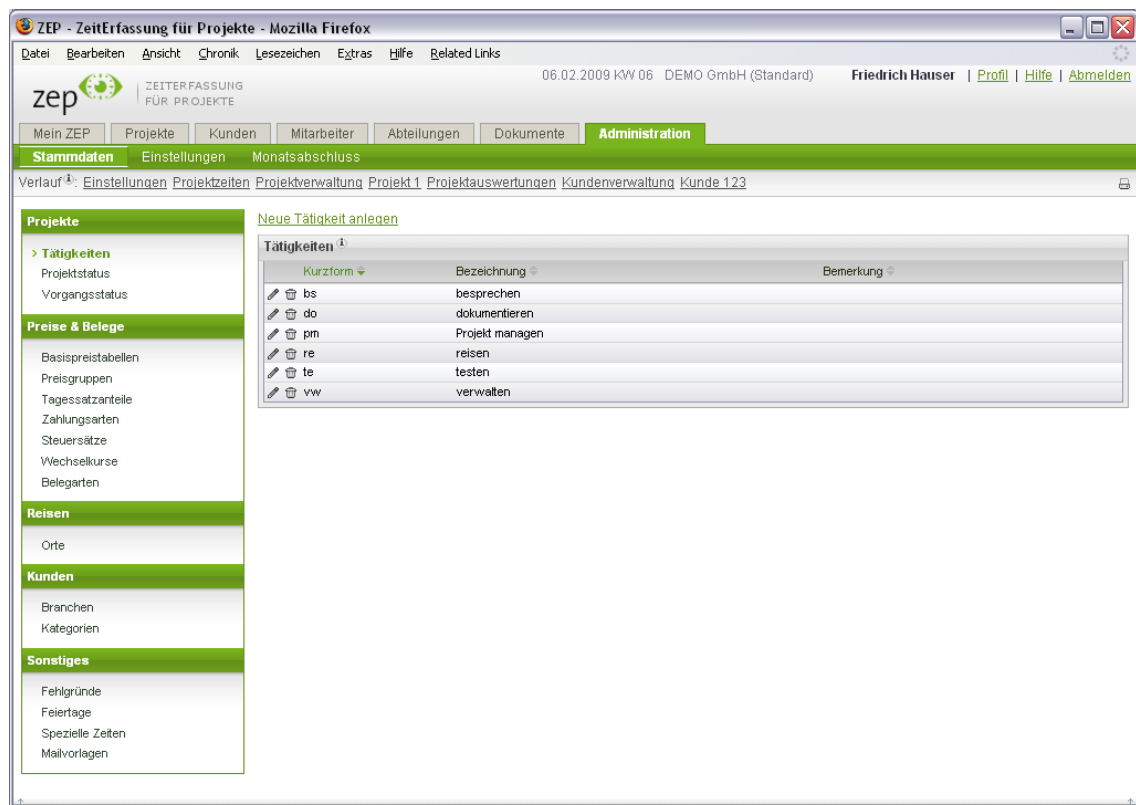 ZEP - ZeitErfassung für Projekte - Mozilla Firefox
Datei Bearbeiten Ansicht Chronik Lesezeichen Extras Hilfe Related Links
06.02.2009 KW 06 DEMO GmbH (Standard) Friedrich Hauser | Profil | Hilfe | Abmelden
zep ZEITERFASSUNG
FÜR PROJEKTE
Mein ZEP Projekte Kunden Mitarbeiter Abteilungen Dokumente Administration
Stammdaten Einstellungen Monatsabschluss
Verlauf i: Einstellungen Projektzeiten Projektverwaltung Projekt 1 Projektauswertungen Kundenverwaltung Kunde 123
Projekte
> Tätigkeiten
Projektstatus
Vorgangsstatus
Preise & Belege
Basispreistabellen
Preisgruppen
Tagessatzanteile
Zahlungsarten
Steuersätze
Wechselkurse
Belegarten
Reisen
Orte
Kunden
Branchen
Kategorien
Sonstiges
Fehlgründe
Feiertage
Spezielle Zeiten
Mailvorlagen
Neue Tätigkeit anlegen
Tätigkeiten i
Kurzform Bezeichnung Bemerkung
bs besprechen
do dokumentieren
pm Projekt managen
re reisen
te testen
vw verwalten